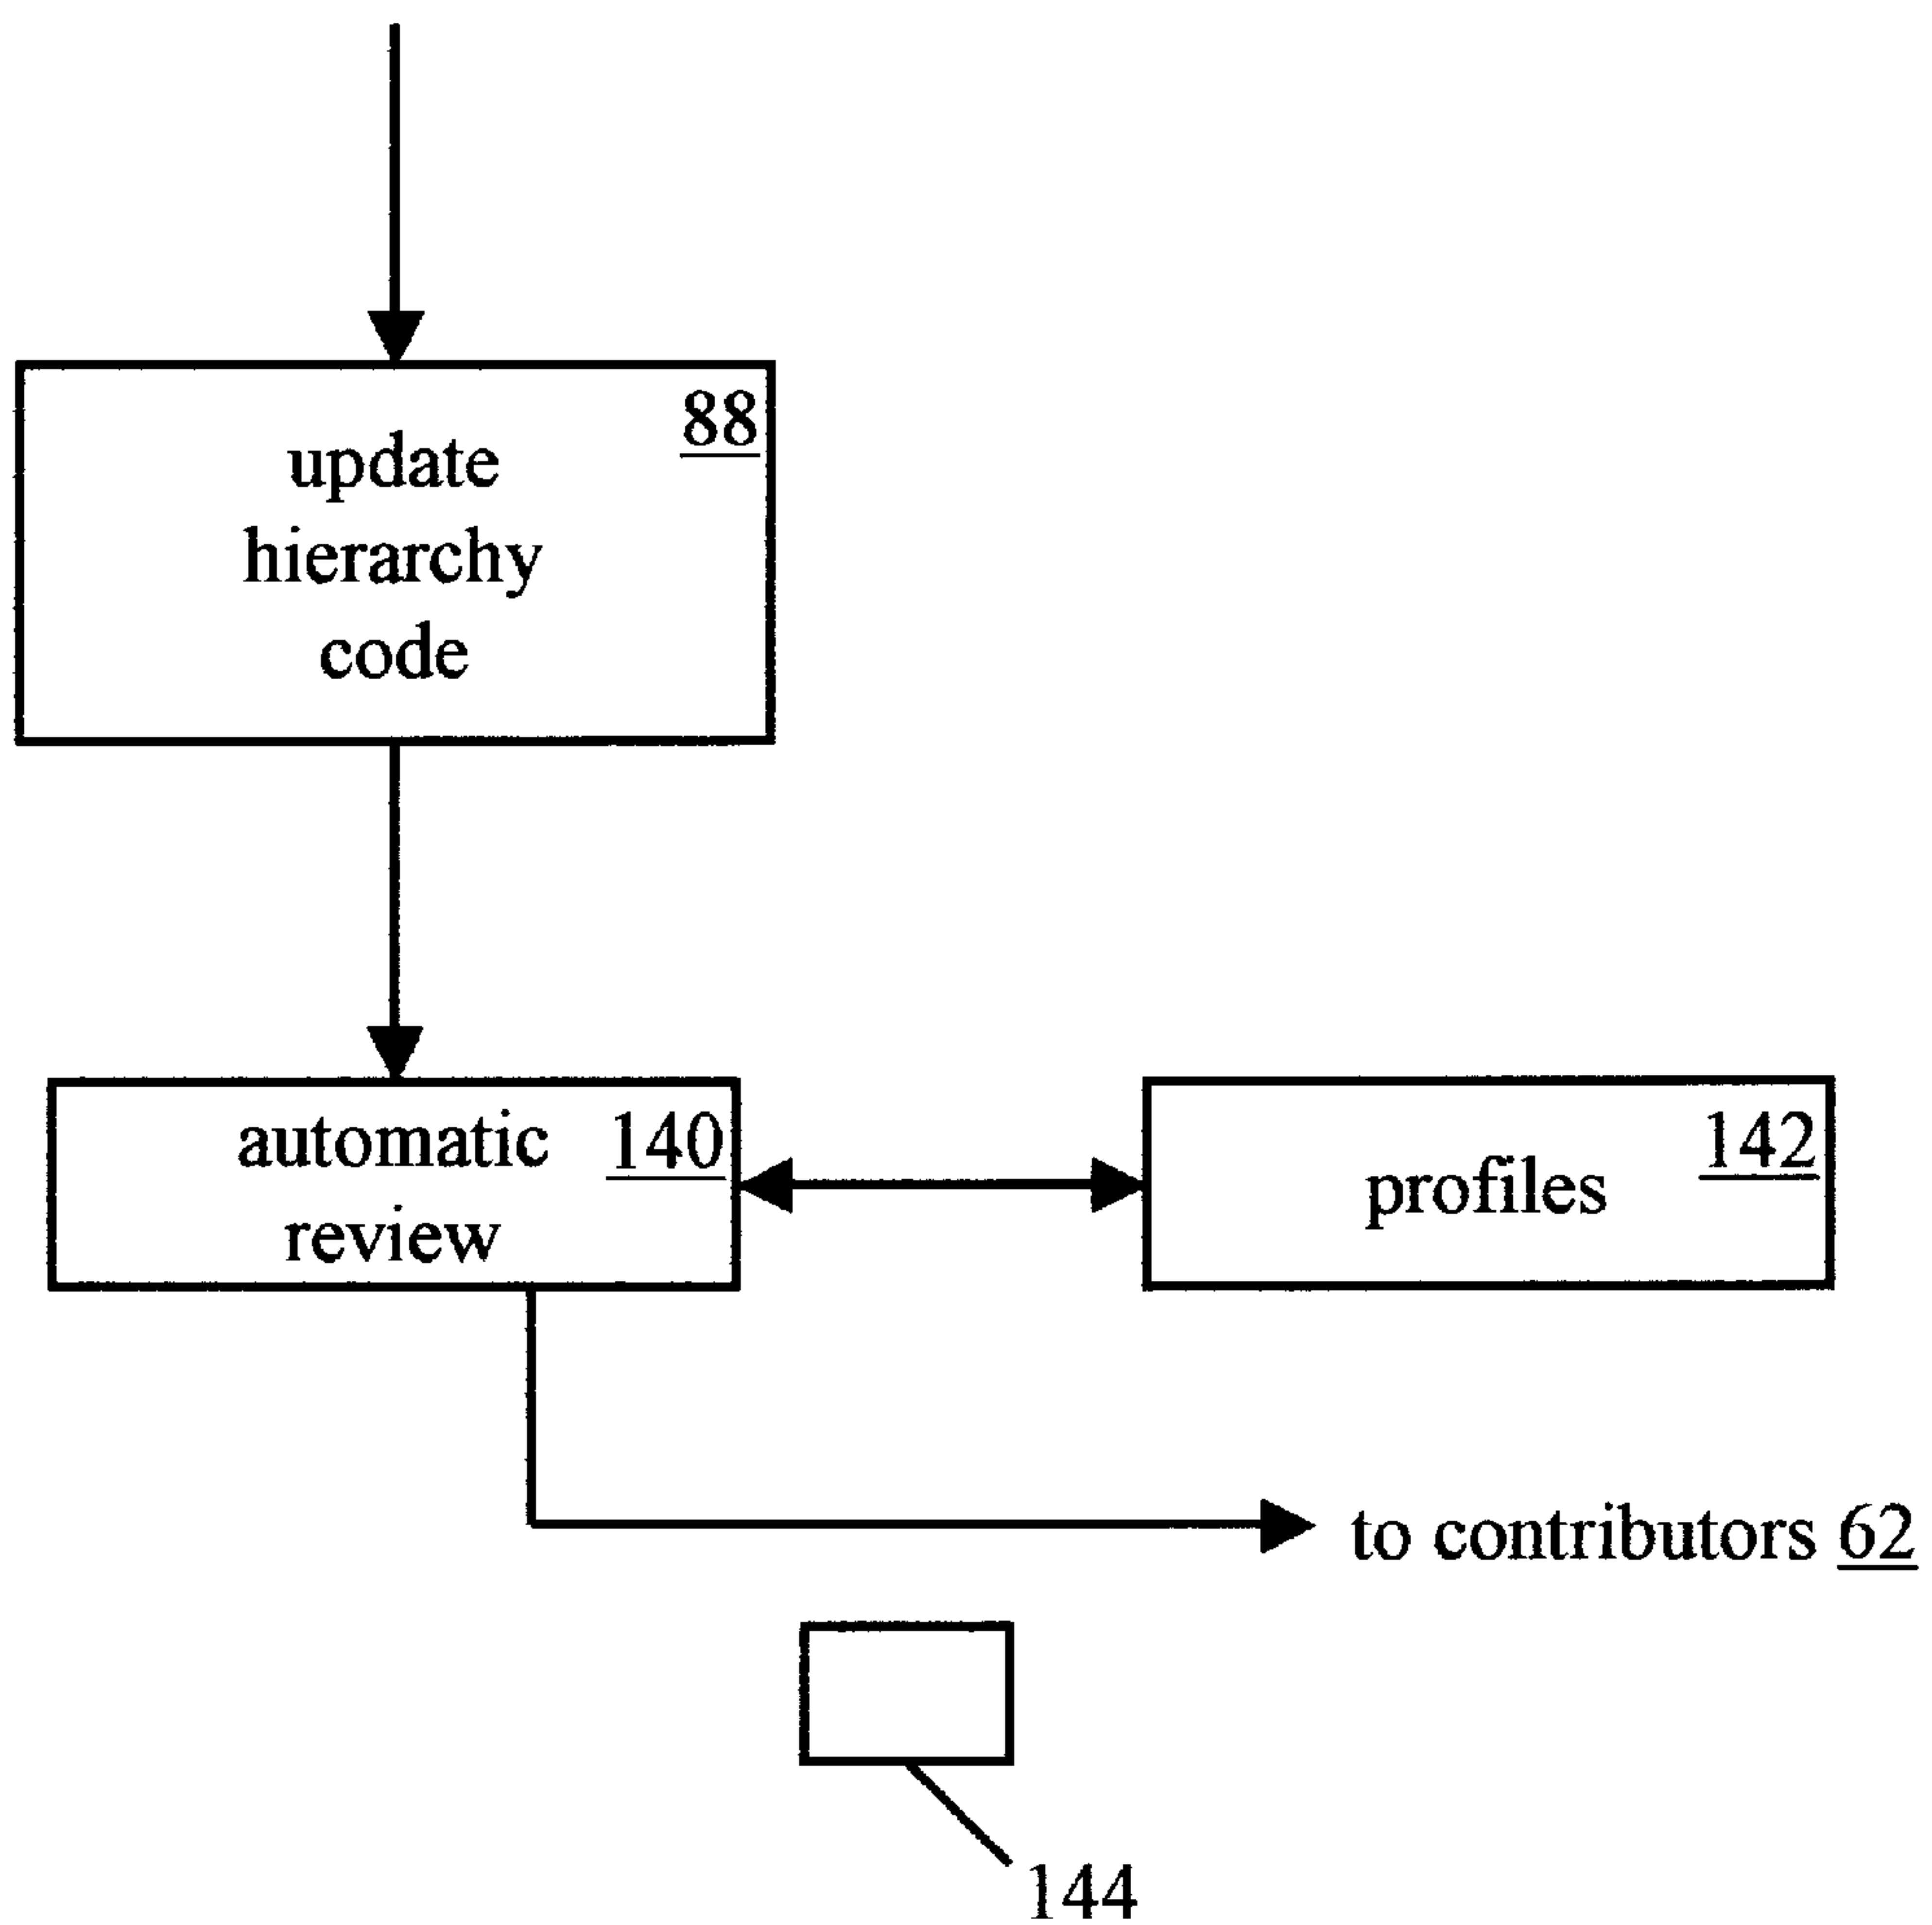 88
update
hierarchy
code
automatic 140
review
142
profiles
to contributors 62
144